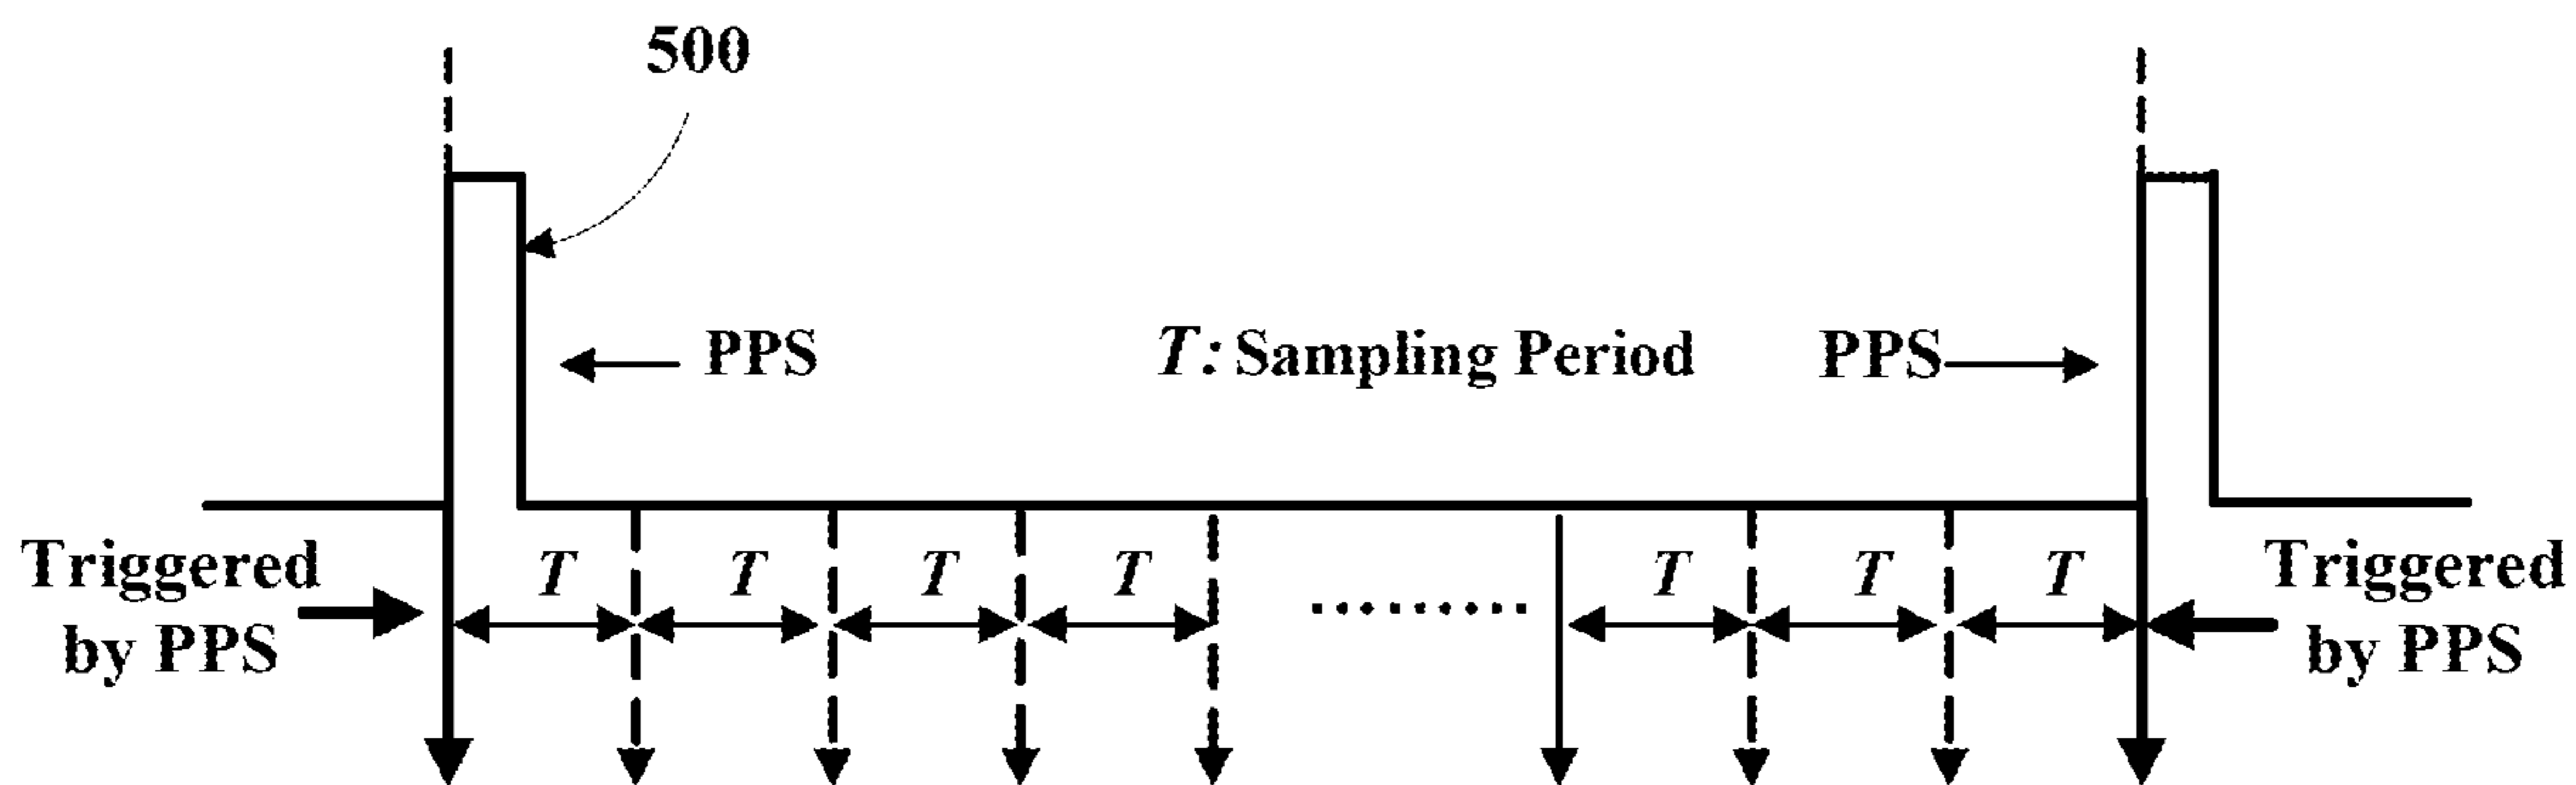 500
PPS
T: Sampling Period
PPS
Triggered
by PPS
T
T
T
T
T
T
T
Triggered
by PPS